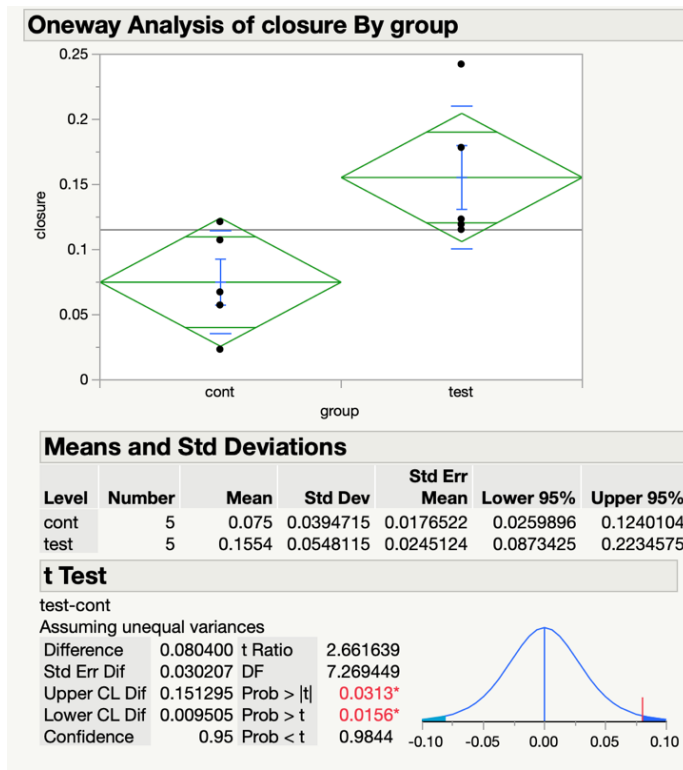 Oneway Analysis of closure By group
0.25
0.2
0.15
0.1
0.05
0
closure
cont test
group
Means and Std Deviations
Std Err
Level Number Mean Std Dev Mean Lower 95% Upper 95%
cont 5 0.075 0.0394715 0.0176522 0.0259896 0.1240104
test 5 0.1554 0.0548115 0.0245124 0.0873425 0.2234575
t Test
test-cont
Assuming unequal variances
Difference 0.080400 t Ratio 2.661639
Std Err Dif 0.030207 DF 7.269449
Upper CL Dif 0.151295 Prob > |t| 0.0313*
Lower CL Dif 0.009505 Prob > t 0.0156*
Confidence 0.95 Prob < t 0.9844
-0.10 -0.05 0.00 0.05 0.10